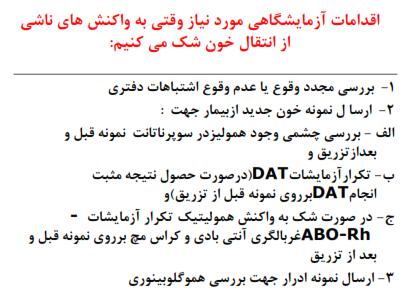 اقدامات آزمایشگاهی مورد نیاز وقتی به واکنش های ناشی
از انتقال خون شک می کنیم:
۱- بررسی مجدد وقوع یا عدم وقوع اشتباهات دفتری
۲- ارسا ل نمونه خون جدید ازبیمار جهت :
الف - بررسی چشمی وجود همولیزدر سوپرناتانت نمونه قبل و
بعدازتزریق و
ب- تکرارآزمایشاتDAT(درصورت حصول نتیجه مثبت
انجامDATبرروی نمونه قبل از تزریق)و
ج- در صورت شک به واکنش همولیتیک تکرار آزمایشات -
ABO-Rhغربالگری آنتی بادی و کراس مچ برروی نمونه قبل و
بعد از تزریق
۳- ارسال نمونه ادرار جهت بررسی هموگلوبینوری